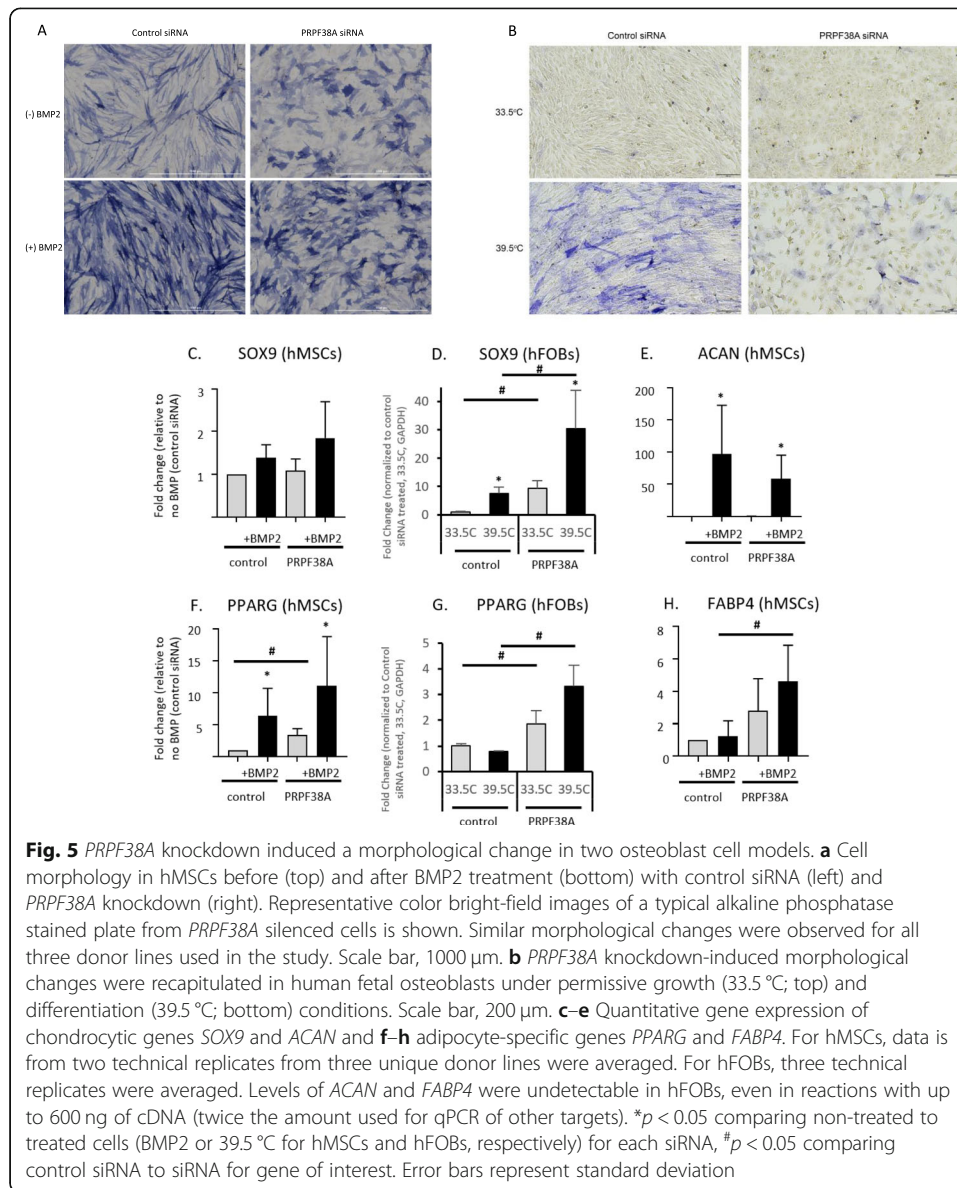 A
Control siRNA
PRPF38A siRNA
(-) BMP2
(+) BMP2
B
Control siRNA
PRPF38A siRNA
33.5°C
39.5°C
C. SOX9 (hMSCs)
Fold change (relative to
no BMP (control siRNA)
3
2
1
+BMP2
+BMP2
control
PRPF38A
D. SOX9 (hFOBs)
Fold Change (normalized to control
siRNA treated, 33.5C, GAPDH)
40
30
20
10
0
#
#
*
*
33.5C 39.5C 33.5C 39.5C
control
PRPF38A
E. ACAN (hMSCs)
200
150
100
50
*
*
+BMP2
+BMP2
control
PRPF38A
F. PPARG (hMSCs)
Fold change (relative to
no BMP (control siRNA)
20
15
10
5
#
*
*
+BMP2
+BMP2
control
PRPF38A
G. PPARG (hFOBs)
Fold Change (normalized to Control
siRNA treated, 33.5C, GAPDH)
5
4
3
2
1
0
#
#
33.5C 39.5C 33.5C 39.5C
control
PRPF38A
H. FABP4 (hMSCs)
8
6
4
2
0
#
+BMP2
+BMP2
control
PRPF38A
Fig. 5 PRPF38A knockdown induced a morphological change in two osteoblast cell models. a Cell
morphology in hMSCs before (top) and after BMP2 treatment (bottom) with control siRNA (left) and
PRPF38A knockdown (right). Representative color bright-field images of a typical alkaline phosphatase
stained plate from PRPF38A silenced cells is shown. Similar morphological changes were observed for all
three donor lines used in the study. Scale bar, 1000 μm. b PRPF38A knockdown-induced morphological
changes were recapitulated in human fetal osteoblasts under permissive growth (33.5 °C; top) and
differentiation (39.5 °C; bottom) conditions. Scale bar, 200 μm. c–e Quantitative gene expression of
chondrocytic genes SOX9 and ACAN and f–h adipocyte-specific genes PPARG and FABP4. For hMSCs, data is
from two technical replicates from three unique donor lines were averaged. For hFOBs, three technical
replicates were averaged. Levels of ACAN and FABP4 were undetectable in hFOBs, even in reactions with up
to 600 ng of cDNA (twice the amount used for qPCR of other targets). *p < 0.05 comparing non-treated to
treated cells (BMP2 or 39.5 °C for hMSCs and hFOBs, respectively) for each siRNA, #p < 0.05 comparing
control siRNA to siRNA for gene of interest. Error bars represent standard deviation